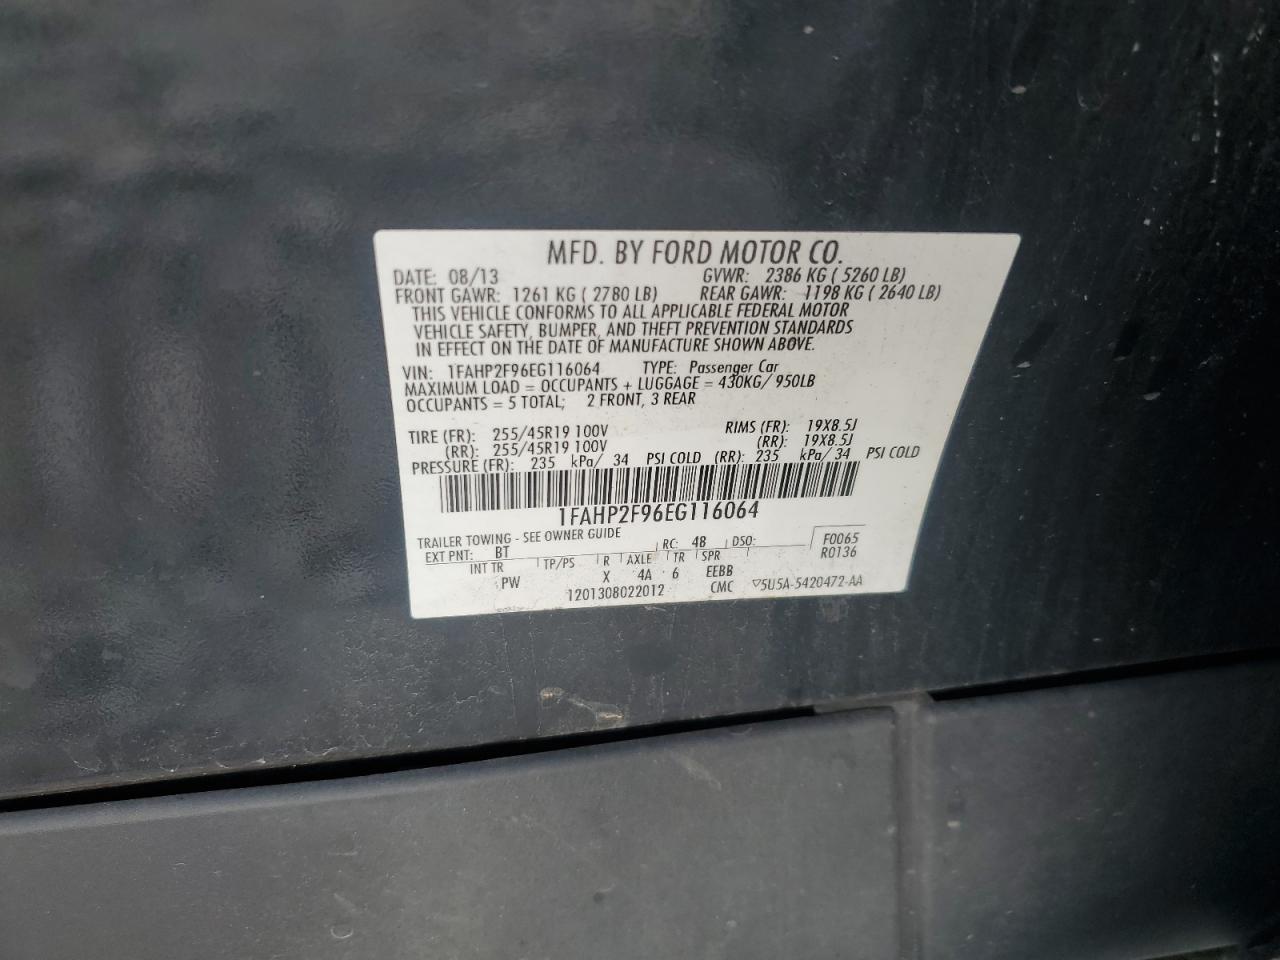 MFD. BY FORD MOTOR CO.
DATE: 08/13 GVWR: 2386 KG ( 5260 LB)
FRONT GAWR: 1261 KG ( 2780 LB) REAR GAWR: 1198 KG ( 2640 LB)
THIS VEHICLE CONFORMS TO ALL APPLICABLE FEDERAL MOTOR
VEHICLE SAFETY, BUMPER, AND THEFT PREVENTION STANDARDS
IN EFFECT ON THE DATE OF MANUFACTURE SHOWN ABOVE.
VIN: 1FAHP2F96EG116064 TYPE: Passenger Car
MAXIMUM LOAD = OCCUPANTS + LUGGAGE = 430KG/ 950LB
OCCUPANTS = 5 TOTAL; 2 FRONT, 3 REAR
TIRE (FR): 255/45R19 100V RIMS (FR): 19X8.5J
(RR): 255/45R19 100V (RR): 19X8.5J
PRESSURE (FR): 235 kPa/ 34 PSI COLD (RR): 235 kPa/ 34 PSI COLD
1FAHP2F96EG116064
TRAILER TOWING - SEE OWNER GUIDE
EXT PNT: BT RC: 48 DSO: F0065
INT TR TP/PS R AXLE TR SPR R0136
PW X 4A 6 EEBB
1201308022012 CMC ▽5U5A-5420472-AA